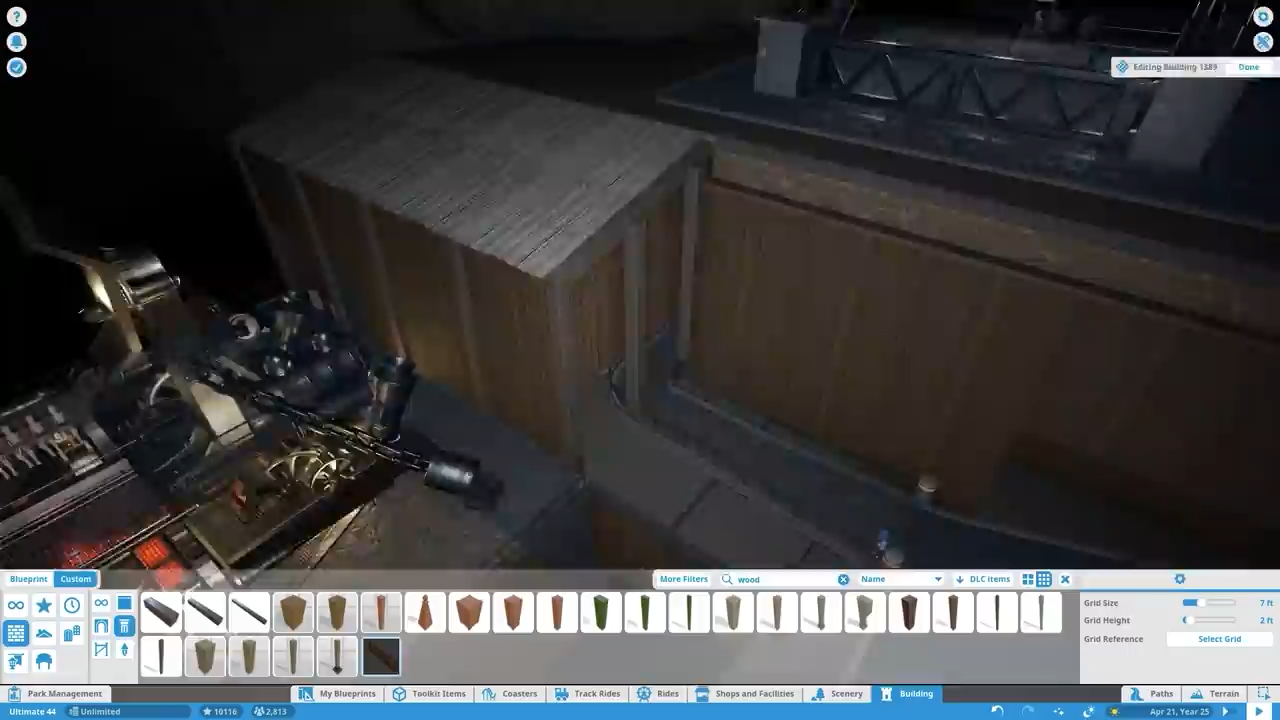 Editing Building 1389 Done
Blueprint Custom More Filters wood Name DLC items
Grid Size 7 ft
Grid Height 2 ft
Grid Reference Select Grid
Park Management My Blueprints Toolkit Items Coasters Track Rides Rides Shops and Facilities Scenery Building Paths Terrain
Ultimate 44 Unlimited 10116 2,813 Apr 21, Year 25